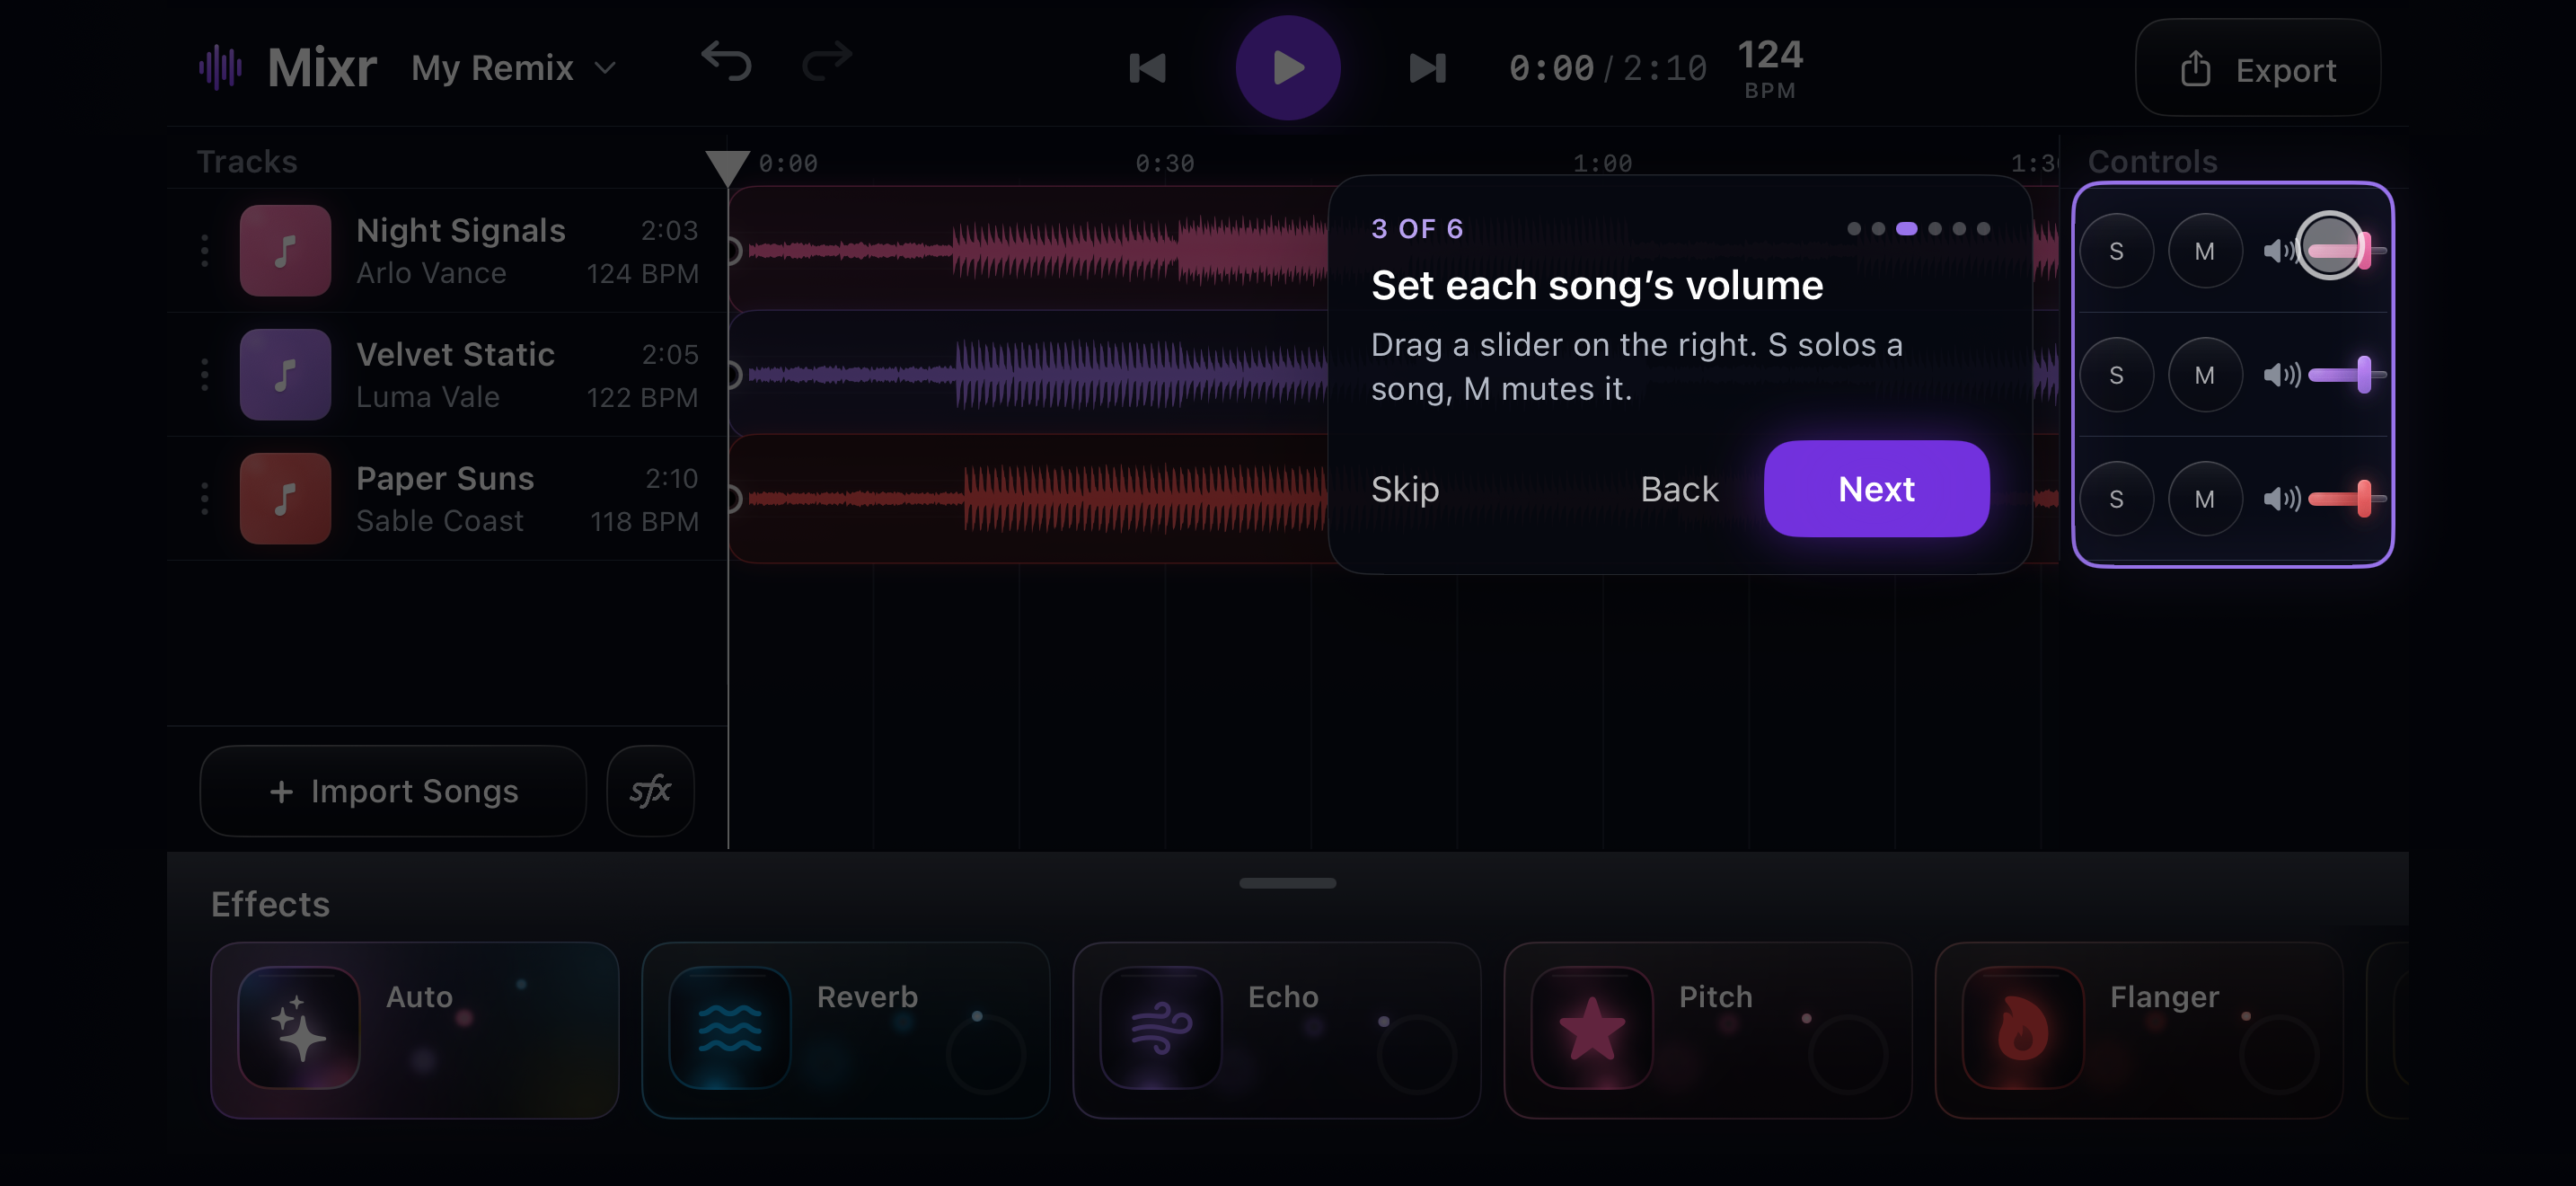 Mixr
My Remix
0:00 / 2:10
124
BPM
Export
Tracks
0:00
0:30
1:00
Controls
Night Signals
2:03
Arlo Vance
124 BPM
Velvet Static
2:05
Luma Vale
122 BPM
Paper Suns
2:10
Sable Coast
118 BPM
3 OF 6
Set each song’s volume
Drag a slider on the right. S solos a
song, M mutes it.
Skip
Back
Next
S M
S M
S M
+ Import Songs
sfx
Effects
Auto
Reverb
Echo
Pitch
Flanger